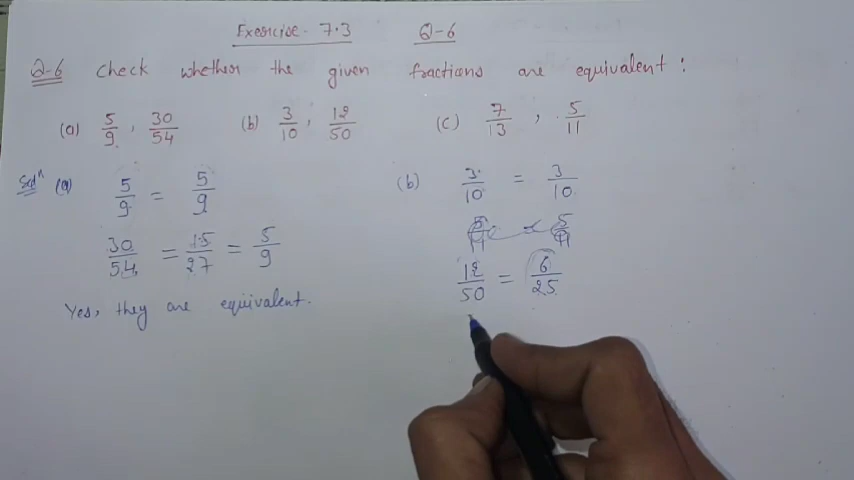 Exercise - 7.3 Q-6
Q-6 Check whether the given fractions are equivalent :
(a) 5/9 , 30/54 (b) 3/10 , 12/50 (c) 7/13 , 5/11
Solⁿ (a) 5/9 = 5/9
30/54 = 15/27 = 5/9
Yes, they are equivalent.
(b) 3/10 = 3/10
12/50 = 6/25